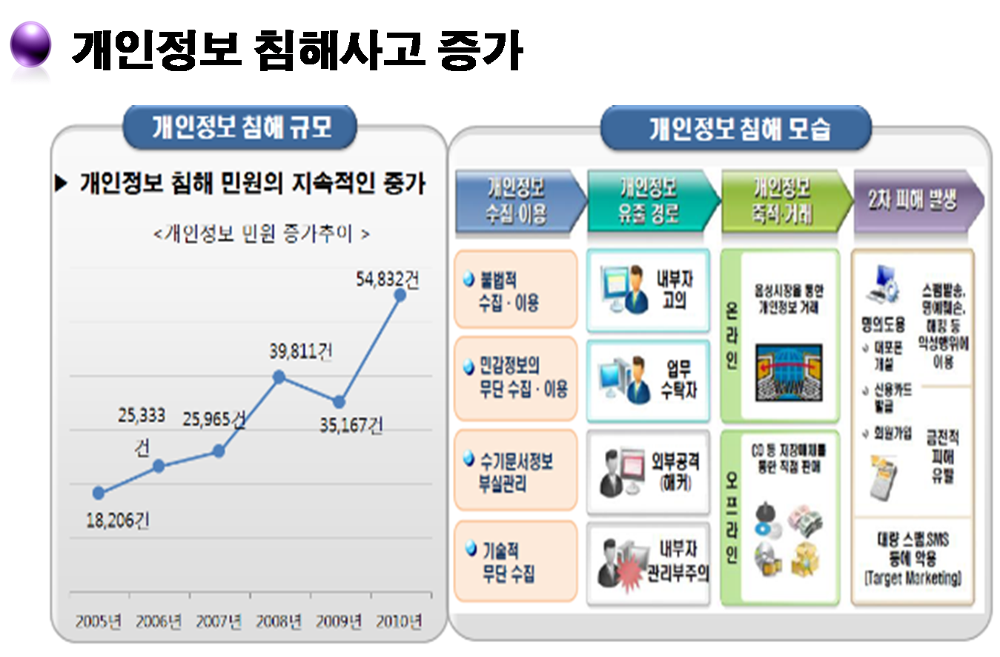 개인정보 침해사고 증가
개인정보 침해 규모
▶ 개인정보 침해 민원의 지속적인 증가
<개인정보 민원 증가추이 >
54,832건
39,811건
25,333
건
25,965건
35,167건
18,206건
2005년 2006년 2007년 2008년 2009년 2010년
개인정보 침해 모습
개인정보
수집·이용
불법적
수집 · 이용
민감정보의
무단 수집 · 이용
수기문서정보
부실관리
기술적
무단 수집
개인정보
유출 경로
내부자
고의
업무
수탁자
외부공격
(해커)
내부자
관리부주의
개인정보
축적·거래
온라인
음성시장을 통한
개인정보 거래
오프라인
CD 등 저장매체를
통한 직접 판매
2차 피해 발생
명의도용
대포폰
개설
신용카드
발급
회원가입
스팸발송,
명예훼손,
해킹 등
악성행위에
이용
금전적
피해
유발
대량 스팸,SMS
등에 악용
[Target Marketing]